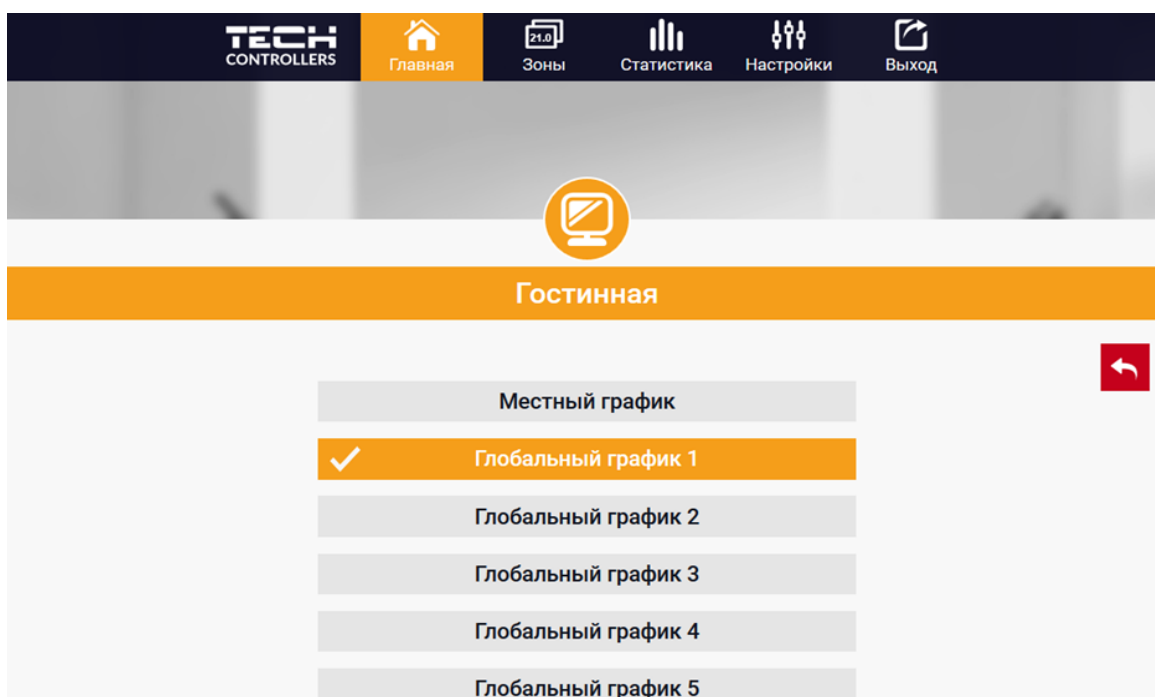 TECH
CONTROLLERS
Главная
21.0
Зоны
Статистика
Настройки
Выход
Гостинная
Местный график
Глобальный график 1
Глобальный график 2
Глобальный график 3
Глобальный график 4
Глобальный график 5